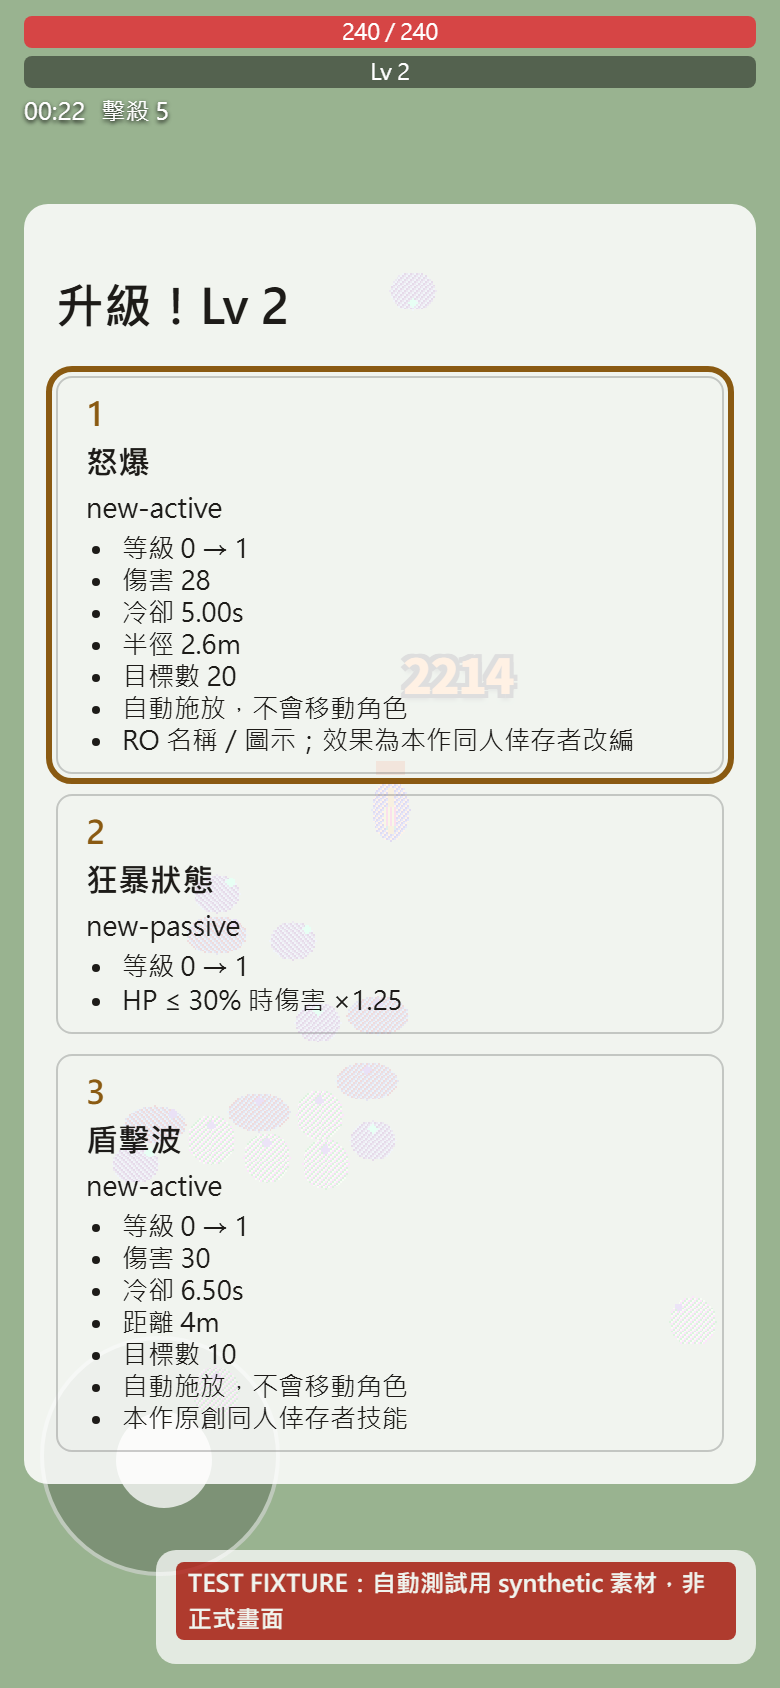 240 / 240
Lv 2
00:22 擊殺 5
升級！Lv 2
1
怒爆
new-active
• 等級 0 → 1
• 傷害 28
• 冷卻 5.00s
• 半徑 2.6m
• 目標數 20
• 自動施放，不會移動角色
• RO 名稱 / 圖示；效果為本作同人倖存者改編
2214
2
狂暴狀態
new-passive
• 等級 0 → 1
• HP ≤ 30% 時傷害 ×1.25
3
盾擊波
new-active
• 等級 0 → 1
• 傷害 30
• 冷卻 6.50s
• 距離 4m
• 目標數 10
• 自動施放，不會移動角色
• 本作原創同人倖存者技能
TEST FIXTURE：自動測試用 synthetic 素材，非
正式畫面